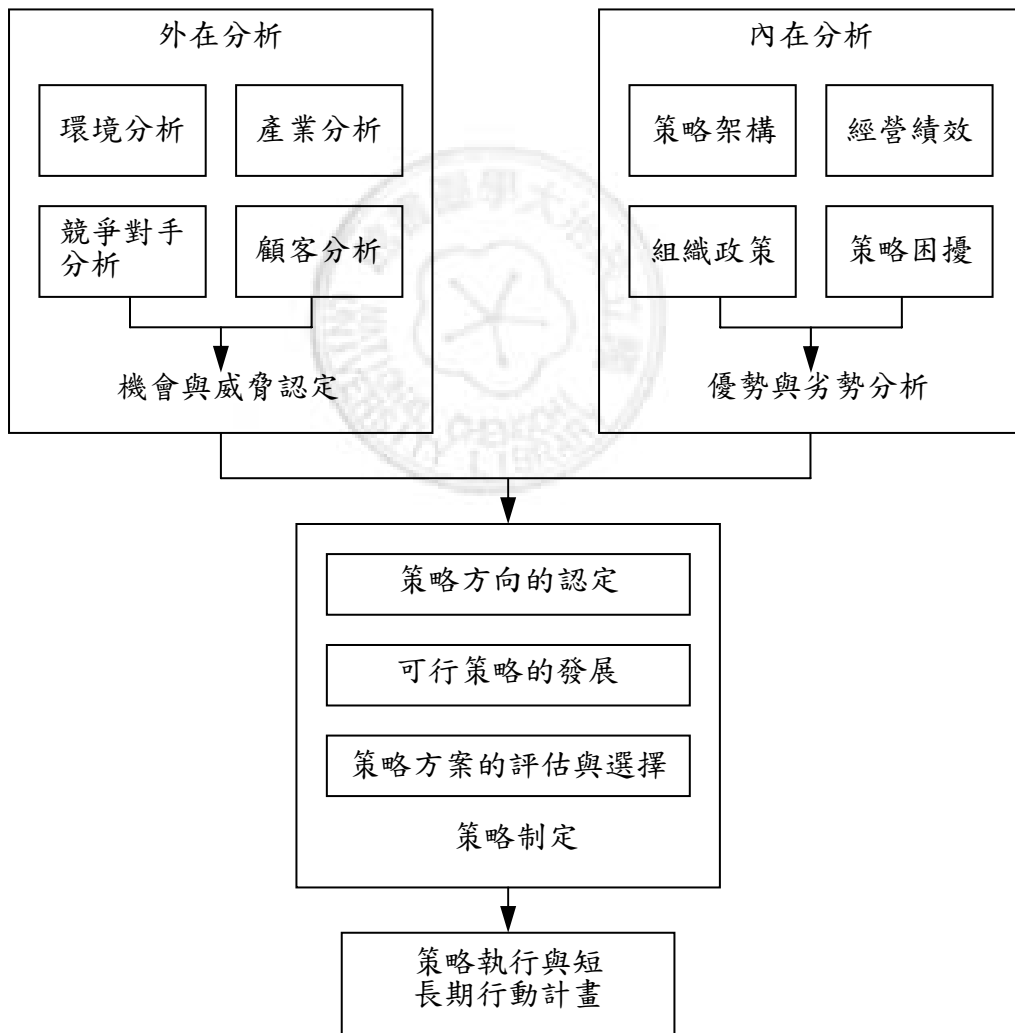 外在分析
環境分析
產業分析
競爭對手
分析
顧客分析
機會與威脅認定
內在分析
策略架構
經營績效
組織政策
策略困擾
優勢與劣勢分析
策略方向的認定
可行策略的發展
策略方案的評估與選擇
策略制定
策略執行與短
長期行動計畫